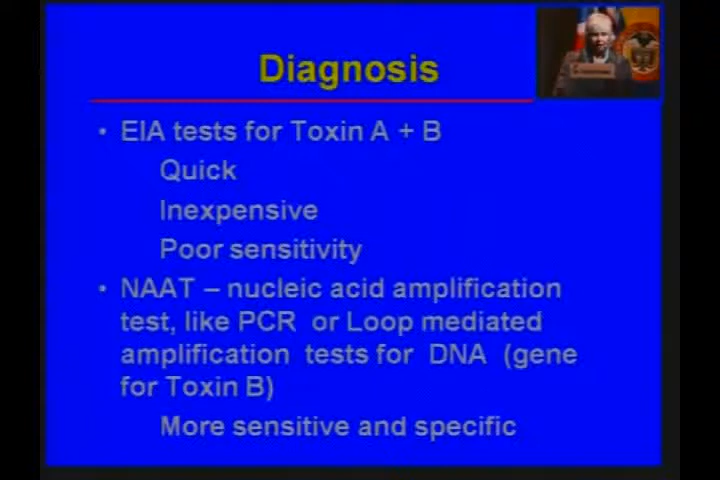 Diagnosis
• EIA tests for Toxin A + B
Quick
Inexpensive
Poor sensitivity
• NAAT – nucleic acid amplification
test, like PCR or Loop mediated
amplification tests for DNA (gene
for Toxin B)
More sensitive and specific